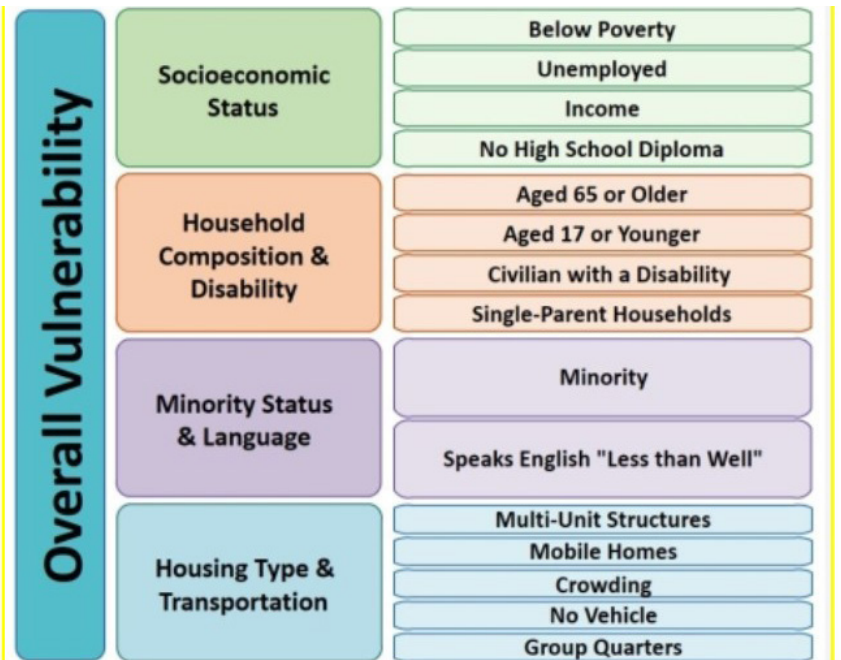 Overall Vulnerability
Socioeconomic
Status
Below Poverty
Unemployed
Income
No High School Diploma
Household
Composition &
Disability
Aged 65 or Older
Aged 17 or Younger
Civilian with a Disability
Single-Parent Households
Minority Status
& Language
Minority
Speaks English "Less than Well"
Housing Type &
Transportation
Multi-Unit Structures
Mobile Homes
Crowding
No Vehicle
Group Quarters